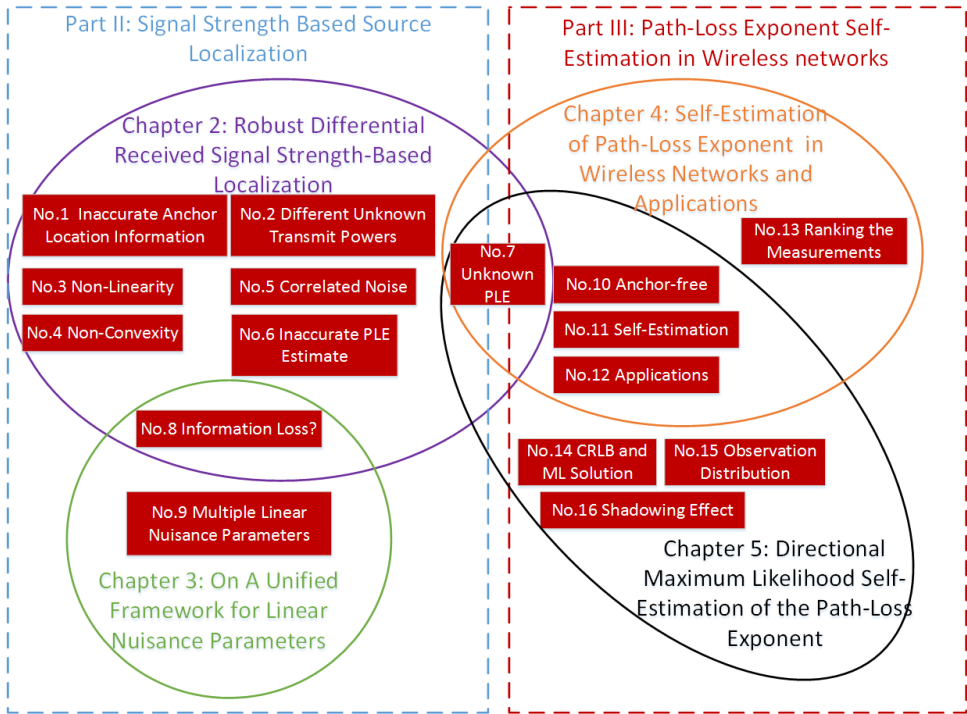 Part II: Signal Strength Based Source
Localization
Part III: Path-Loss Exponent Self-
Estimation in Wireless networks
Chapter 2: Robust Differential
Received Signal Strength-Based
Localization
No.1 Inaccurate Anchor
Location Information
No.2 Different Unknown
Transmit Powers
No.3 Non-Linearity
No.5 Correlated Noise
No.4 Non-Convexity
No.6 Inaccurate PLE
Estimate
No.8 Information Loss?
No.9 Multiple Linear
Nuisance Parameters
Chapter 3: On A Unified
Framework for Linear
Nuisance Parameters
Chapter 4: Self-Estimation
of Path-Loss Exponent in
Wireless Networks and
Applications
No.13 Ranking the
Measurements
No.7
Unknown
PLE
No.10 Anchor-free
No.11 Self-Estimation
No.12 Applications
No.14 CRLB and
ML Solution
No.15 Observation
Distribution
No.16 Shadowing Effect
Chapter 5: Directional
Maximum Likelihood Self-
Estimation of the Path-Loss
Exponent